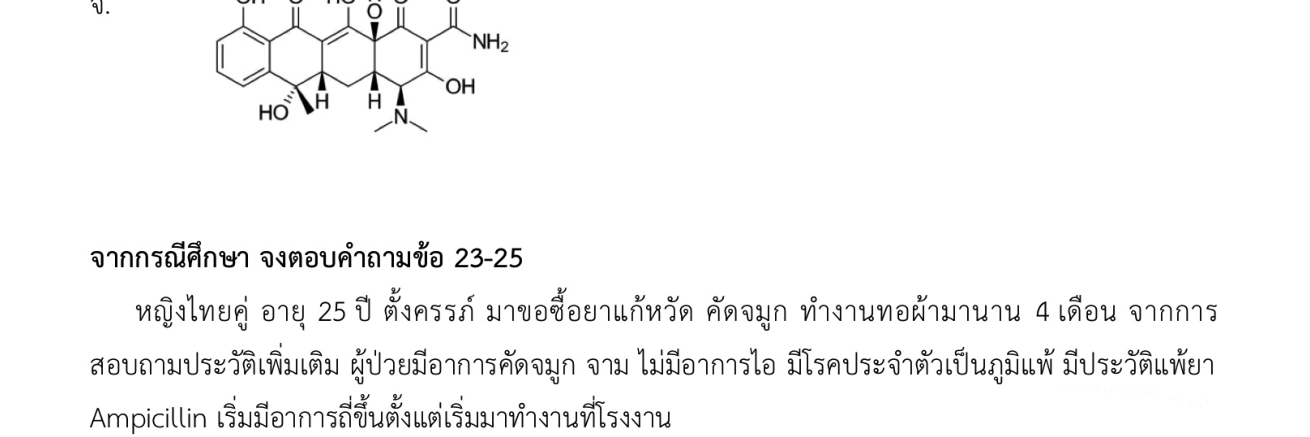 จ.
OH O HO H O O
O
NH2
OH
HO H H N
จากกรณีศึกษา จงตอบคำถามข้อ 23-25
หญิงไทยคู่ อายุ 25 ปี ตั้งครรภ์ มาขอซื้อยาแก้หวัด คัดจมูก ทำงานทอผ้ามานาน 4 เดือน จากการ
สอบถามประวัติเพิ่มเติม ผู้ป่วยมีอาการคัดจมูก จาม ไม่มีอาการไอ มีโรคประจำตัวเป็นภูมิแพ้ มีประวัติแพ้ยา
Ampicillin เริ่มมีอาการถี่ขึ้นตั้งแต่เริ่มมาทำงานที่โรงงาน